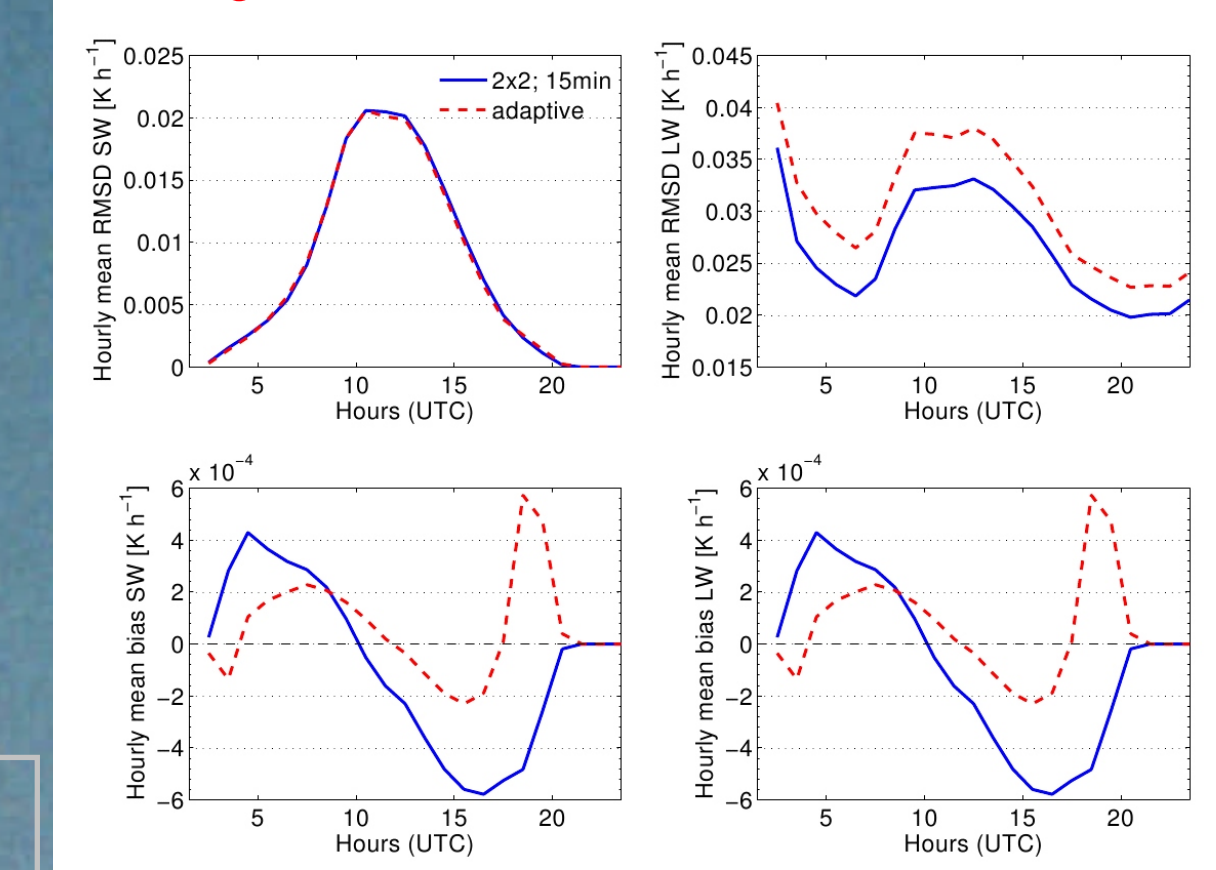 Hourly mean RMSD SW [K h⁻¹]
0.025
0.02
0.015
0.01
0.005
0
5 10 15 20
Hours (UTC)
2x2; 15min
adaptive
Hourly mean RMSD LW [K h⁻¹]
0.045
0.04
0.035
0.03
0.025
0.02
0.015
5 10 15 20
Hours (UTC)
x 10⁻⁴
Hourly mean bias SW [K h⁻¹]
6
4
2
0
−2
−4
−6
5 10 15 20
Hours (UTC)
x 10⁻⁴
Hourly mean bias LW [K h⁻¹]
6
4
2
0
−2
−4
−6
5 10 15 20
Hours (UTC)